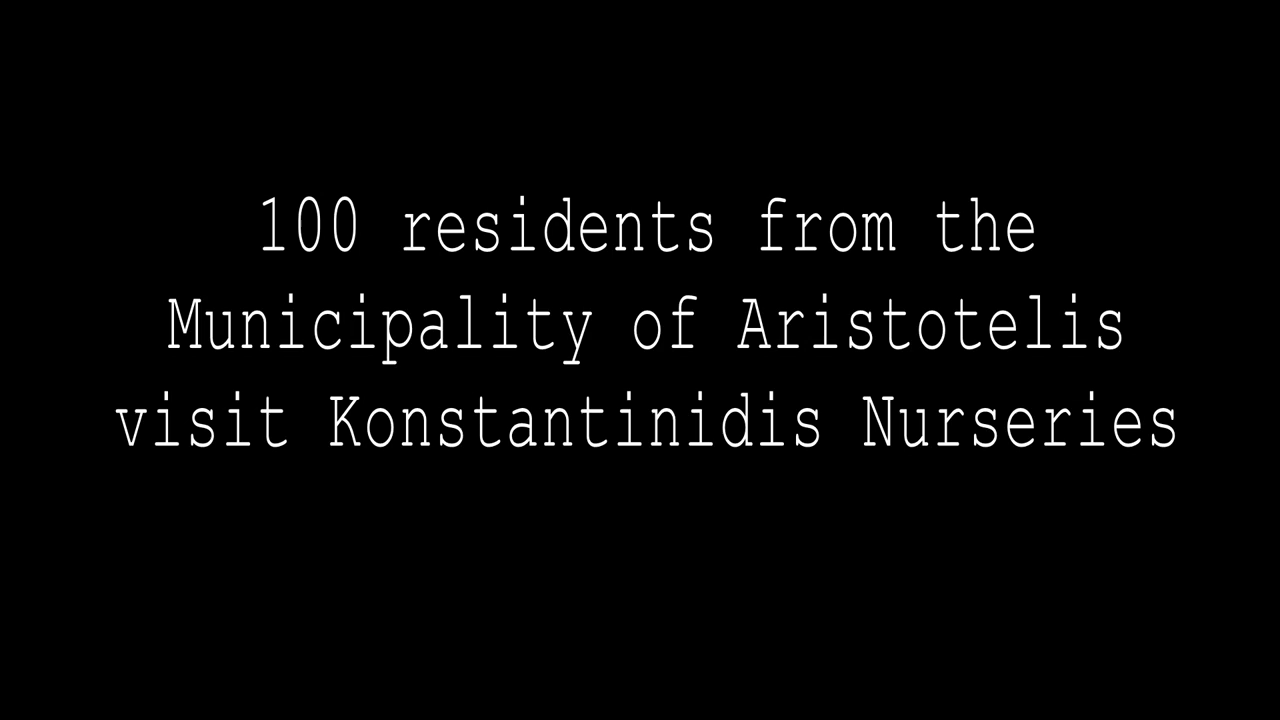 100 residents from the
Municipality of Aristotelis
visit Konstantinidis Nurseries